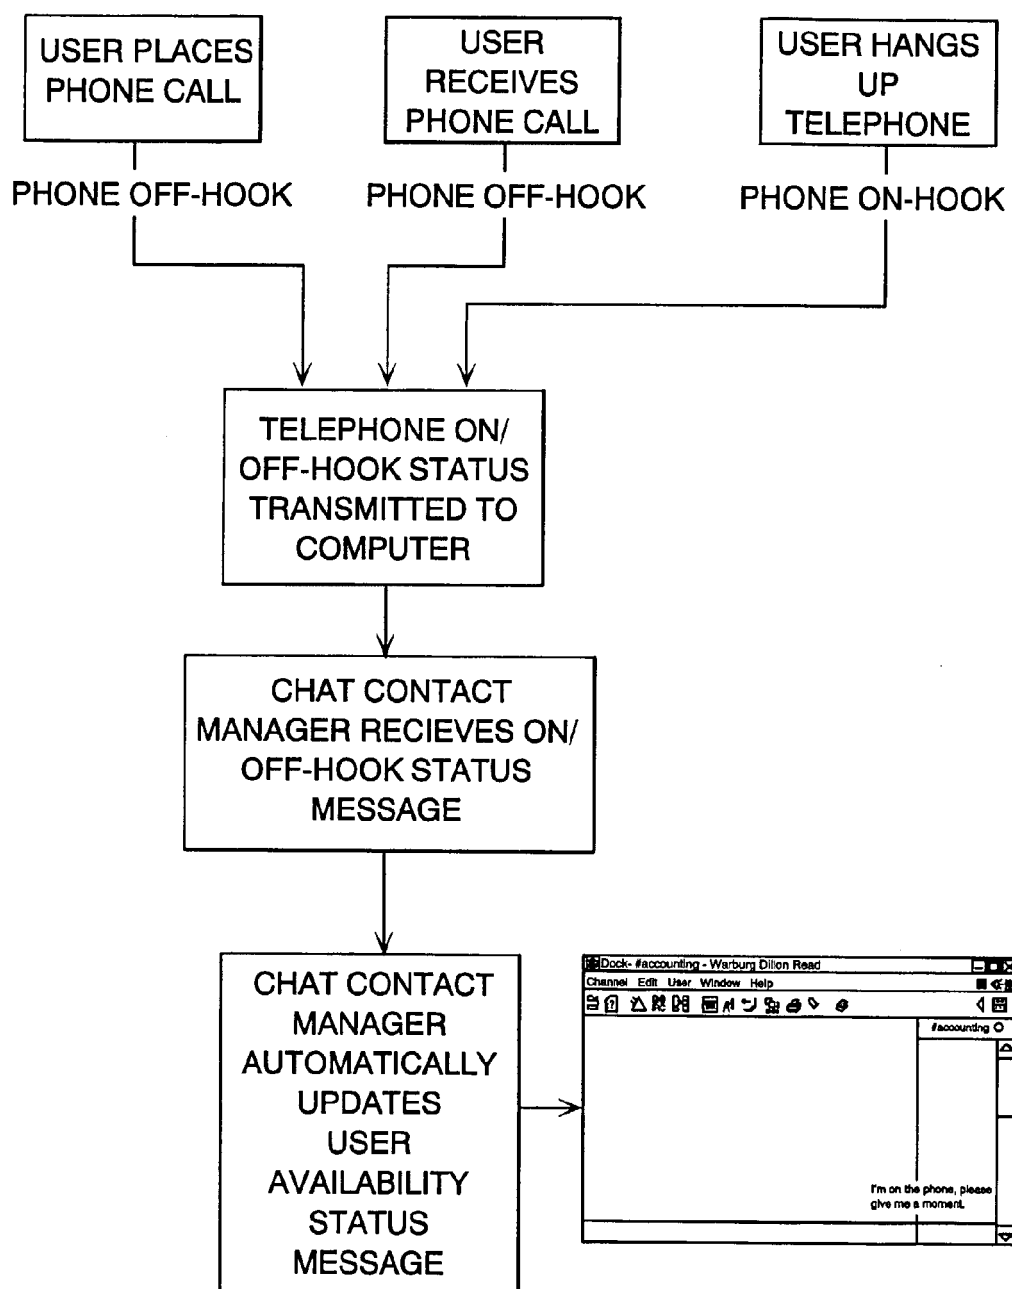 USER PLACES
PHONE CALL
USER
RECEIVES
PHONE CALL
USER HANGS
UP
TELEPHONE
PHONE OFF-HOOK
PHONE OFF-HOOK
PHONE ON-HOOK
TELEPHONE ON/
OFF-HOOK STATUS
TRANSMITTED TO
COMPUTER
CHAT CONTACT
MANAGER RECIEVES ON/
OFF-HOOK STATUS
MESSAGE
CHAT CONTACT
MANAGER
AUTOMATICALLY
UPDATES
USER
AVAILABILITY
STATUS
MESSAGE
Dock- #accounting - Warburg Dillon Read
Channel Edit User Window Help
#accounting
I'm on the phone, please
give me a moment.